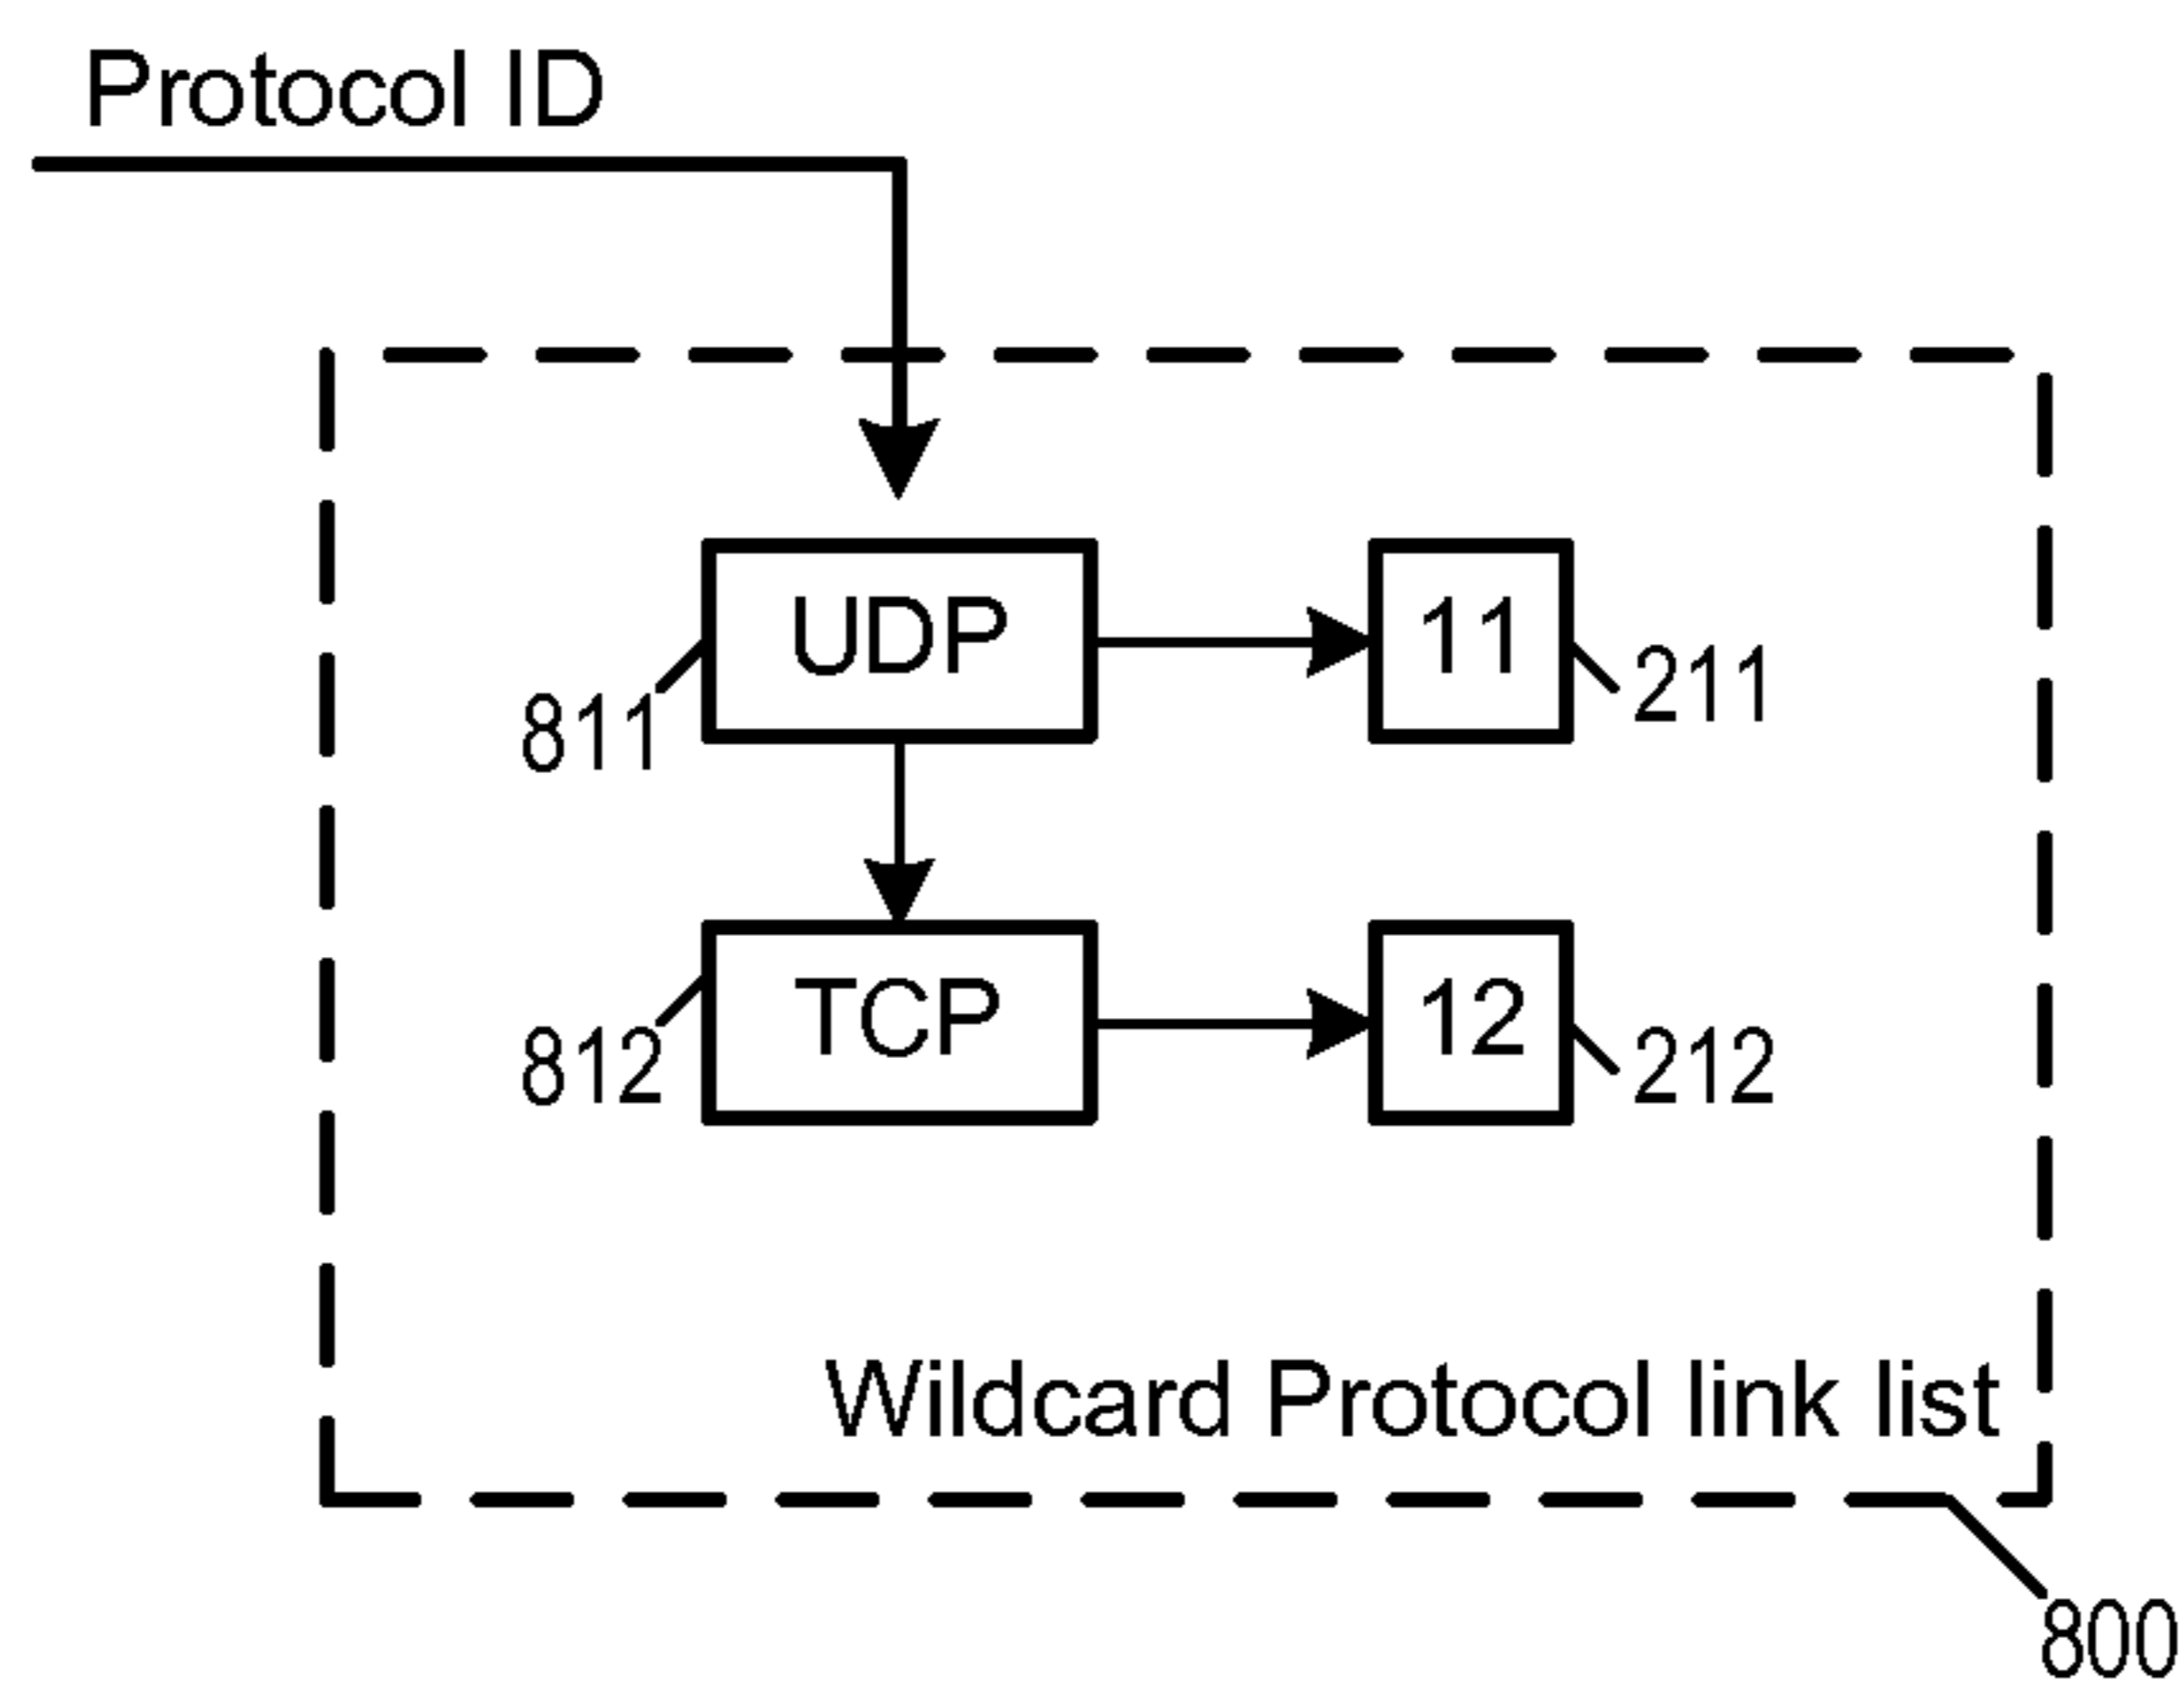 Protocol ID
UDP
11
811
211
TCP
12
812
212
Wildcard Protocol link list
800